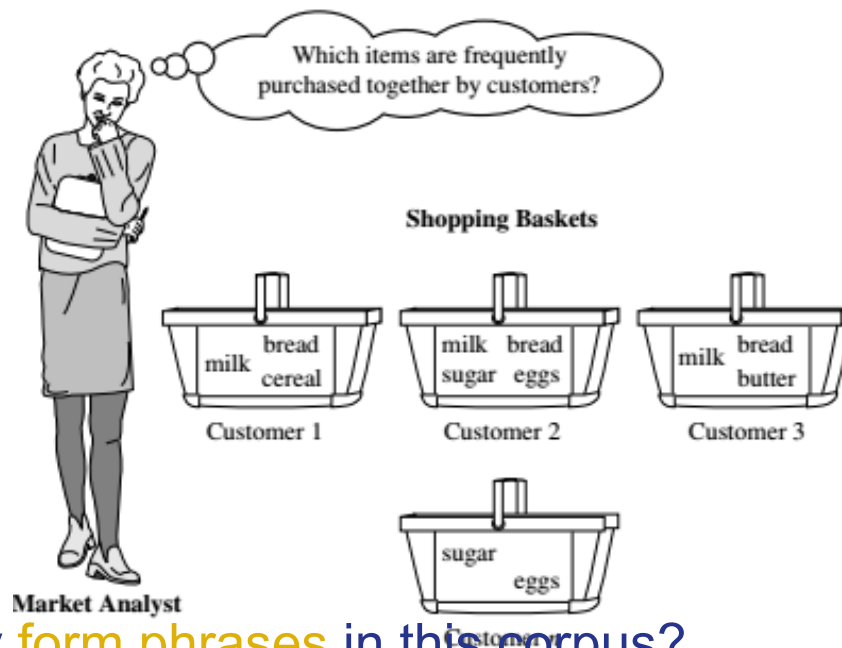 Which items are frequently
purchased together by customers?
Shopping Baskets
milk bread
cereal
milk bread
sugar eggs
milk bread
butter
Customer 1
Customer 2
Customer 3
sugar
eggs
Market Analyst
Customer
form phrases in this corpus?